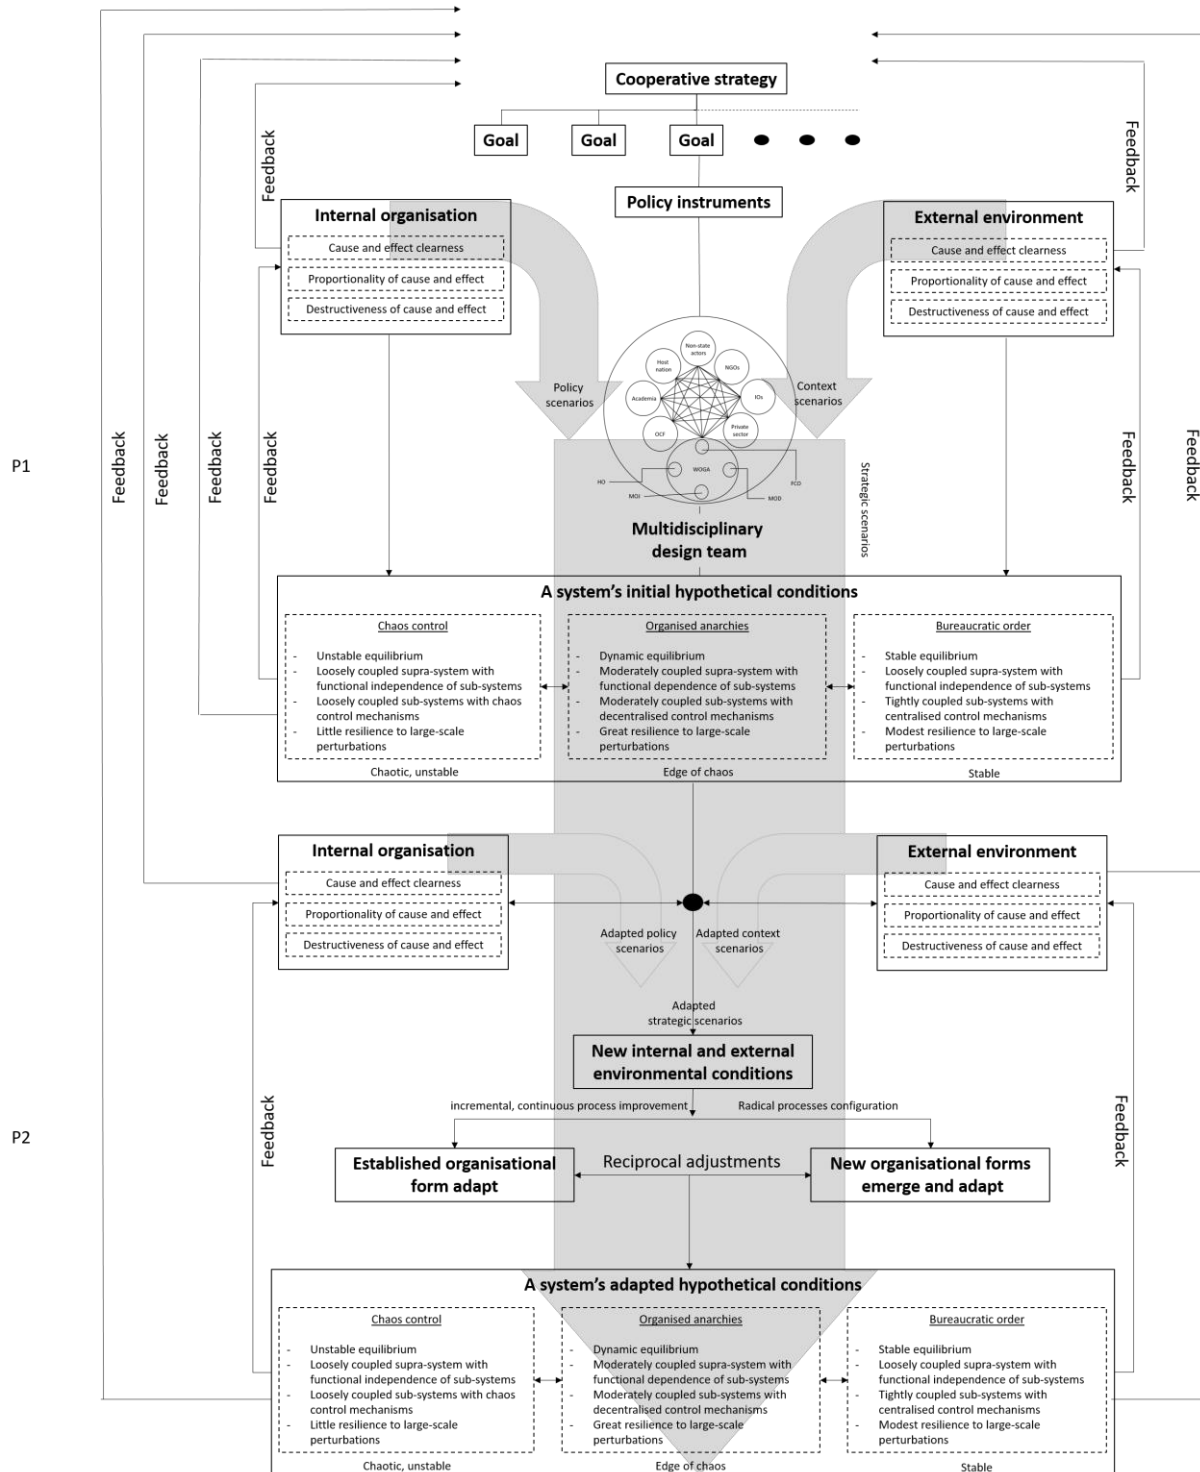 Cooperative strategy
Goal
Goal
Goal
Policy instruments
Feedback
Feedback
Internal organisation
Cause and effect clearness
Proportionality of cause and effect
Destructiveness of cause and effect
External environment
Cause and effect clearness
Proportionality of cause and effect
Destructiveness of cause and effect
Policy
scenarios
Context
scenarios
Non-state
actors
Host
nation
NGOs
Academia
IOs
OCF
Private
sector
WOGA
HO
MOJ
FCO
MOD
P1
Feedback
Feedback
Feedback
Feedback
Feedback
Feedback
Strategic scenarios
Multidisciplinary
design team
A system's initial hypothetical conditions
Chaos control
- Unstable equilibrium
- Loosely coupled supra-system with
functional independence of sub-systems
- Loosely coupled sub-systems with chaos
control mechanisms
- Little resilience to large-scale
perturbations
Chaotic, unstable
Organised anarchies
- Dynamic equilibrium
- Moderately coupled supra-system with
functional dependence of sub-systems
- Moderately coupled sub-systems with
decentralised control mechanisms
- Great resilience to large-scale
perturbations
Edge of chaos
Bureaucratic order
- Stable equilibrium
- Loosely coupled supra-system with
functional independence of sub-systems
- Tightly coupled sub-systems with
centralised control mechanisms
- Modest resilience to large-scale
perturbations
Stable
Internal organisation
Cause and effect clearness
Proportionality of cause and effect
Destructiveness of cause and effect
External environment
Cause and effect clearness
Proportionality of cause and effect
Destructiveness of cause and effect
Adapted policy
scenarios
Adapted context
scenarios
Adapted
strategic scenarios
New internal and external
environmental conditions
incremental, continuous process improvement
Radical processes configuration
P2
Feedback
Feedback
Established organisational
form adapt
Reciprocal adjustments
New organisational forms
emerge and adapt
A system's adapted hypothetical conditions
Chaos control
- Unstable equilibrium
- Loosely coupled supra-system with
functional independence of sub-systems
- Loosely coupled sub-systems with chaos
control mechanisms
- Little resilience to large-scale
perturbations
Chaotic, unstable
Organised anarchies
- Dynamic equilibrium
- Moderately coupled supra-system with
functional dependence of sub-systems
- Moderately coupled sub-systems with
decentralised control mechanisms
- Great resilience to large-scale
perturbations
Edge of chaos
Bureaucratic order
- Stable equilibrium
- Loosely coupled supra-system with
functional independence of sub-systems
- Tightly coupled sub-systems with
centralised control mechanisms
- Modest resilience to large-scale
perturbations
Stable